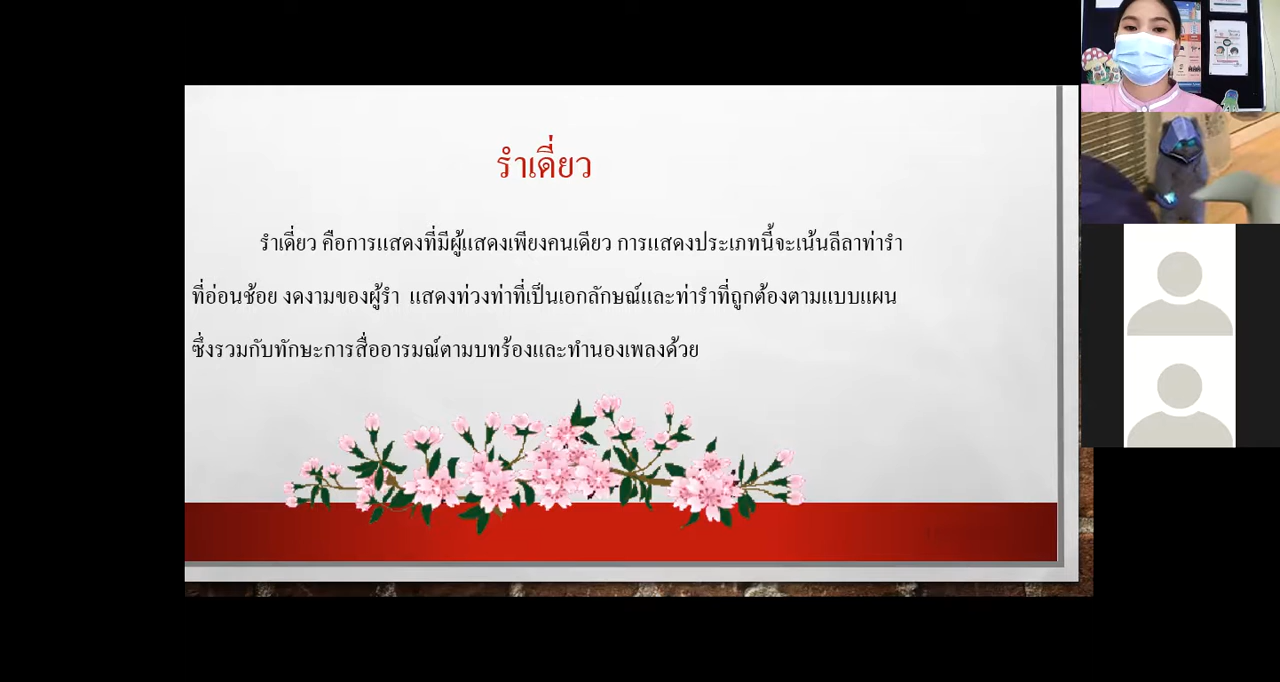 รำเดี่ยว
รำเดี่ยว คือการแสดงที่มีผู้แสดงเพียงคนเดียว การแสดงประเภทนี้จะเน้นลีลาท่ารำ
ที่อ่อนช้อย งดงามของผู้รำ แสดงท่วงท่าที่เป็นเอกลักษณ์และท่ารำที่ถูกต้องตามแบบแผน
ซึ่งรวมกับทักษะการสื่ออารมณ์ตามบทร้องและทำนองเพลงด้วย